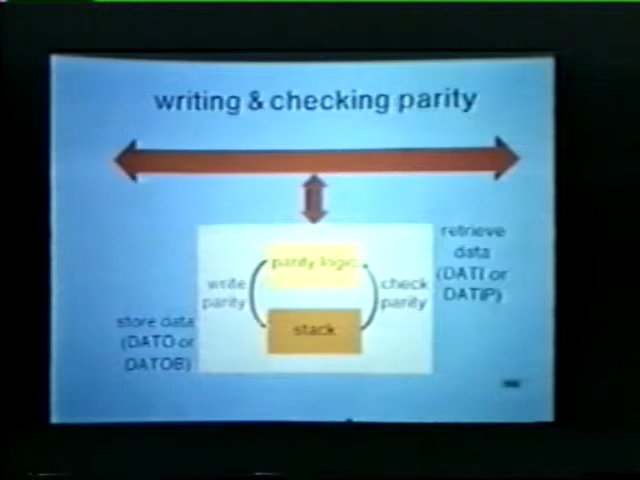 writing & checking parity
retrieve
data
(DATI or
DATIP)
parity logic
write
parity
check
parity
stack
store data
(DATO or
DATOB)